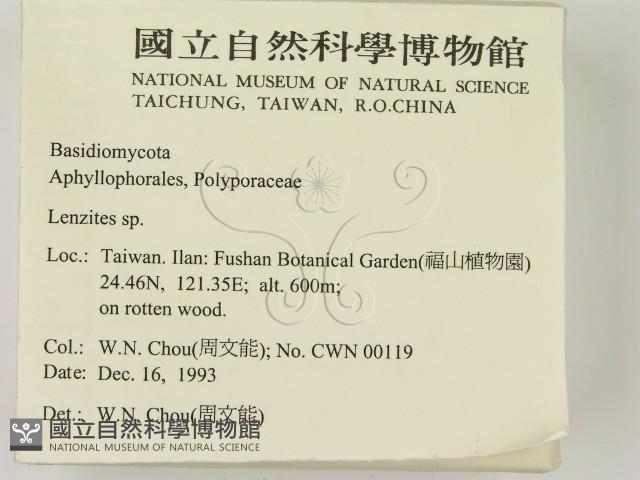 國立自然科學博物館
NATIONAL MUSEUM OF NATURAL SCIENCE
TAICHUNG, TAIWAN, R.O.CHINA
Basidiomycota
Aphyllophorales, Polyporaceae
Lenzites sp.
Loc.: Taiwan. Ilan: Fushan Botanical Garden(福山植物園)
24.46N, 121.35E; alt. 600m;
on rotten wood.
Col.: W.N. Chou(周文能); No. CWN 00119
Date: Dec. 16, 1993
Det.: W.N. Chou(周文能)
國立自然科學博物館
NATIONAL MUSEUM OF NATURAL SCIENCE